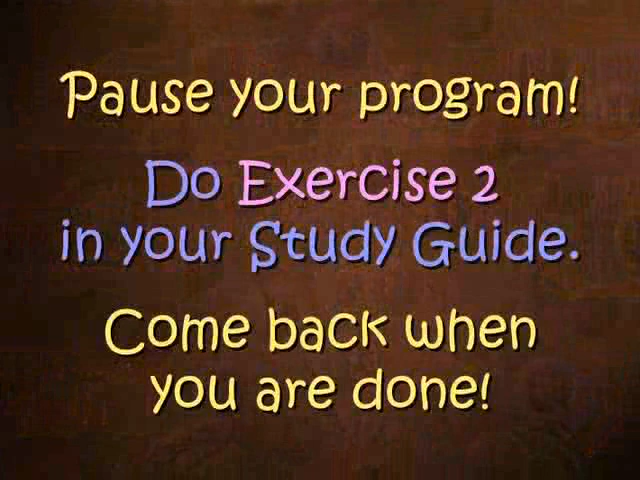 Pause your program!
Do Exercise 2
in your Study Guide.
Come back when
you are done!